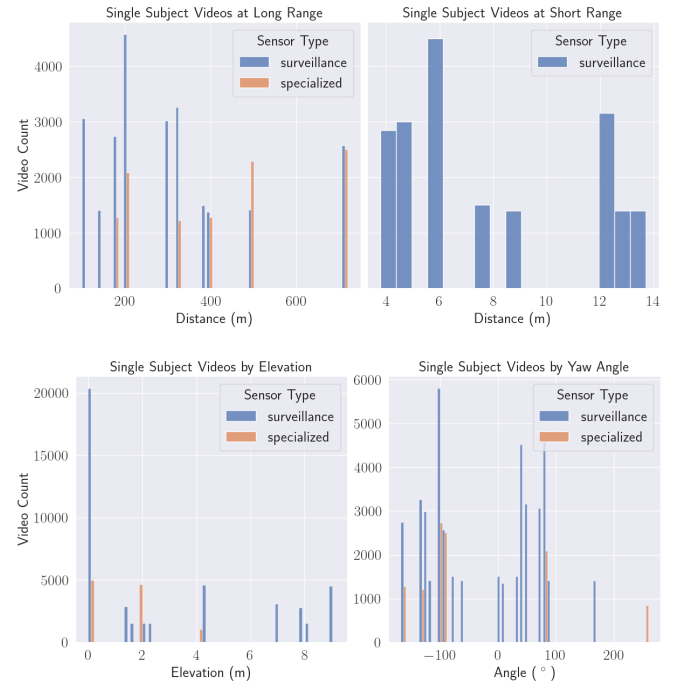 Single Subject Videos at Long Range
Sensor Type
surveillance
specialized
Video Count
0
1000
2000
3000
4000
200
400
600
Distance (m)
Single Subject Videos at Short Range
Sensor Type
surveillance
4
6
8
10
12
14
Distance (m)
Single Subject Videos by Elevation
Sensor Type
surveillance
specialized
Video Count
0
5000
10000
15000
20000
0
2
4
6
8
Elevation (m)
Single Subject Videos by Yaw Angle
Sensor Type
surveillance
specialized
0
1000
2000
3000
4000
5000
6000
−100
0
100
200
Angle (°)